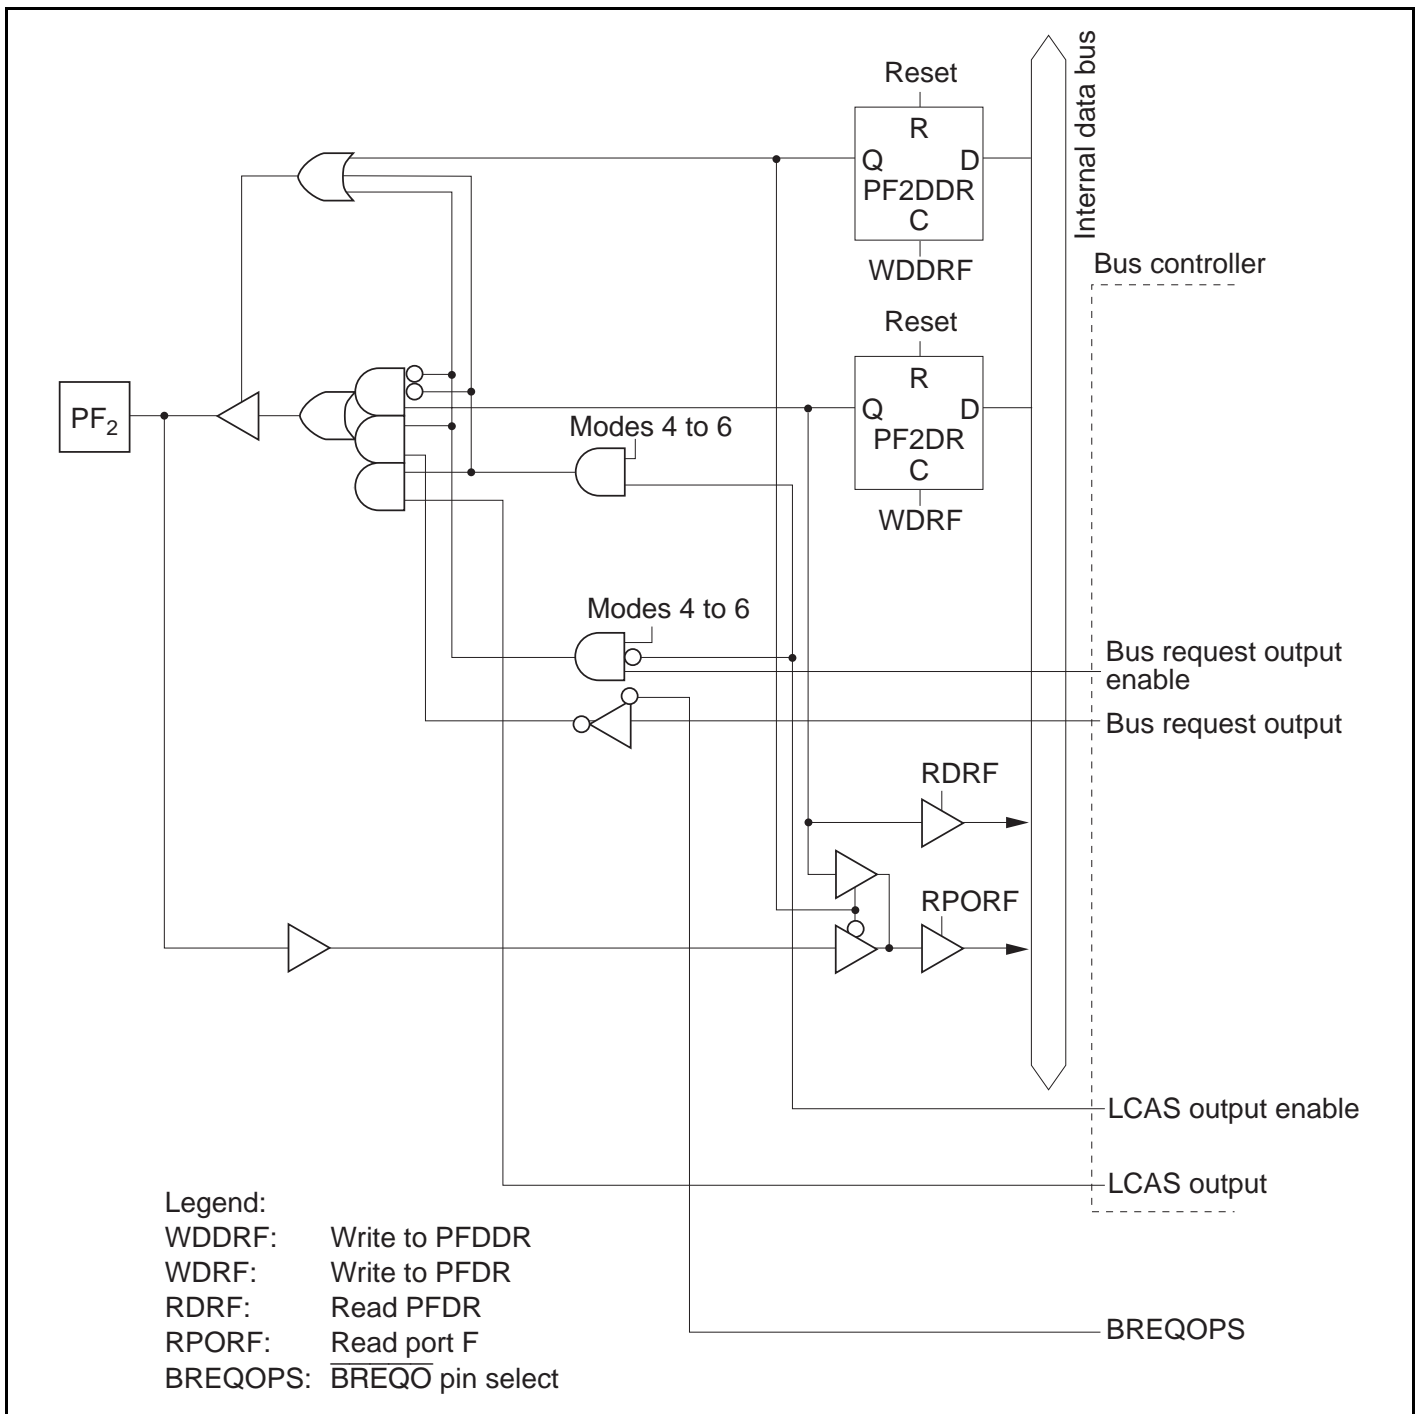 Reset
R
Q D
PF2DDR
C
WDDRF
Internal data bus
Bus controller
Reset
R
Q D
PF2DR
C
WDRF
PF2
Modes 4 to 6
Modes 4 to 6
Bus request output
enable
Bus request output
RDRF
RPORF
LCAS output enable
LCAS output
BREQOPS
Legend:
WDDRF: Write to PFDDR
WDRF: Write to PFDR
RDRF: Read PFDR
RPORF: Read port F
BREQOPS: BREQO pin select